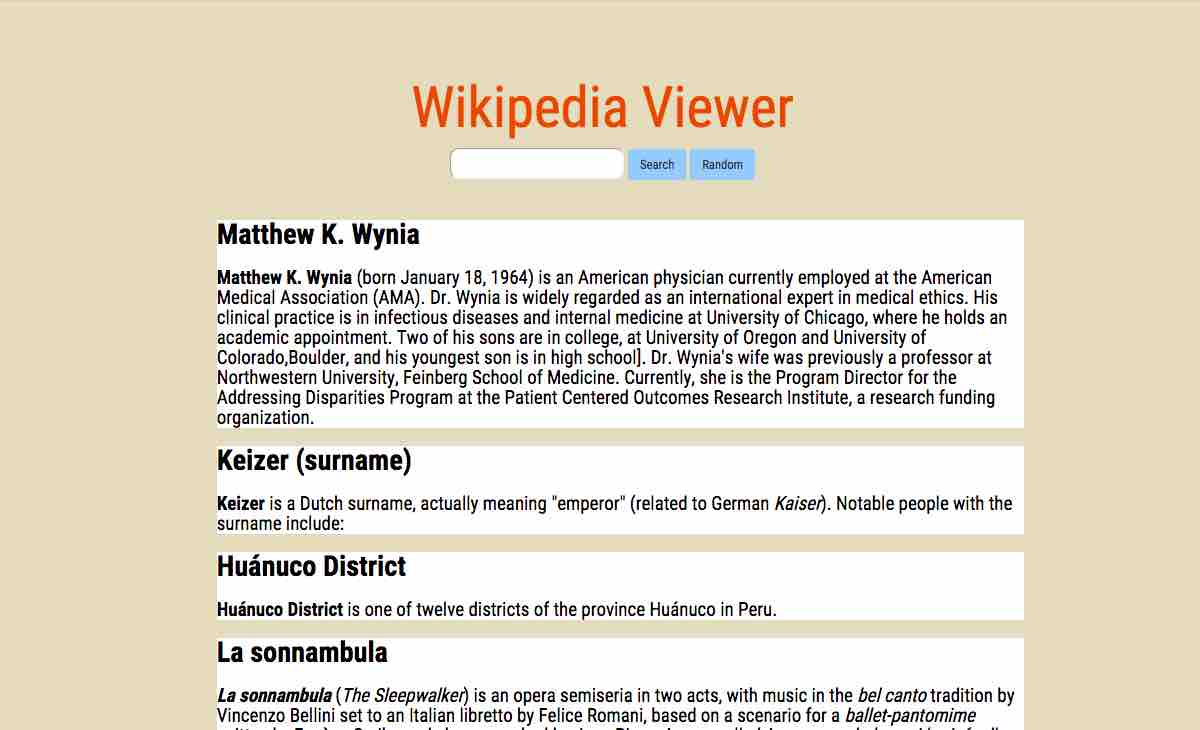 Wikipedia Viewer
Search Random
Matthew K. Wynia
Matthew K. Wynia (born January 18, 1964) is an American physician currently employed at the American
Medical Association (AMA). Dr. Wynia is widely regarded as an international expert in medical ethics. His
clinical practice is in infectious diseases and internal medicine at University of Chicago, where he holds an
academic appointment. Two of his sons are in college, at University of Oregon and University of
Colorado,Boulder, and his youngest son is in high school]. Dr. Wynia's wife was previously a professor at
Northwestern University, Feinberg School of Medicine. Currently, she is the Program Director for the
Addressing Disparities Program at the Patient Centered Outcomes Research Institute, a research funding
organization.
Keizer (surname)
Keizer is a Dutch surname, actually meaning "emperor" (related to German Kaiser). Notable people with the
surname include:
Huánuco District
Huánuco District is one of twelve districts of the province Huánuco in Peru.
La sonnambula
La sonnambula (The Sleepwalker) is an opera semiseria in two acts, with music in the bel canto tradition by
Vincenzo Bellini set to an Italian libretto by Felice Romani, based on a scenario for a ballet-pantomime